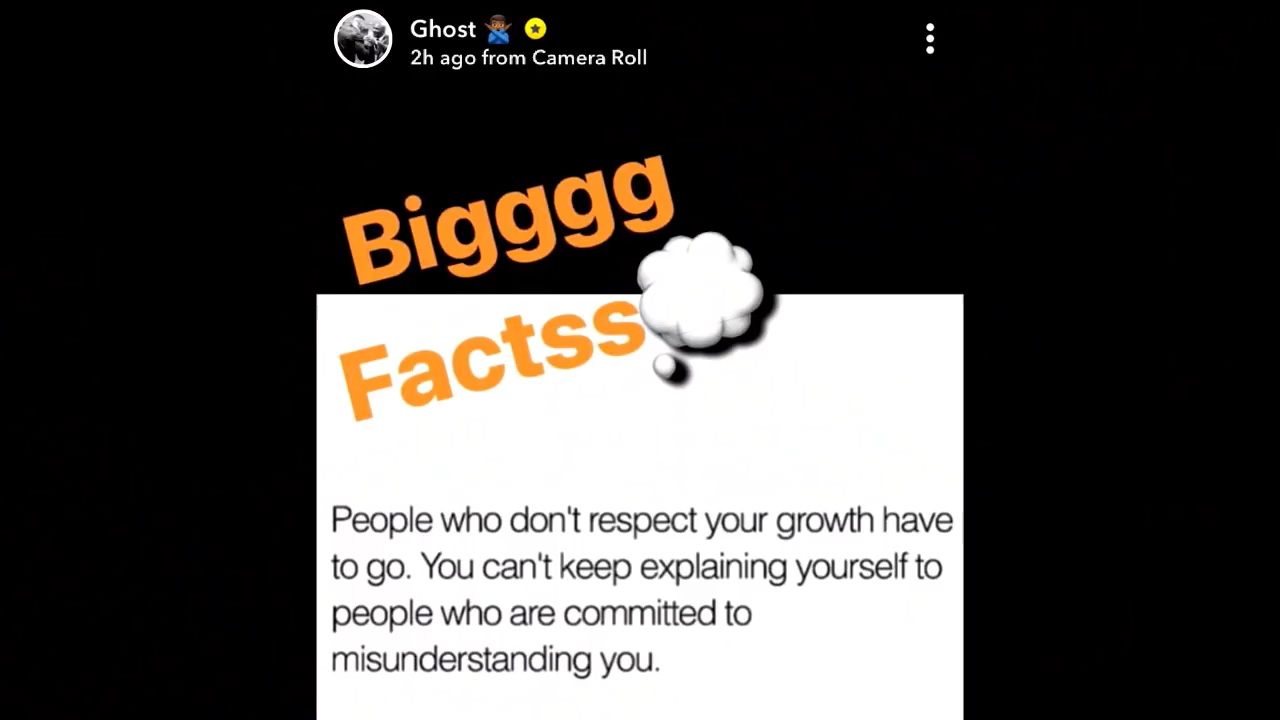 Ghost 🙅🏾‍♂️
2h ago from Camera Roll
Bigggg
Factss
People who don't respect your growth have
to go. You can't keep explaining yourself to
people who are committed to
misunderstanding you.